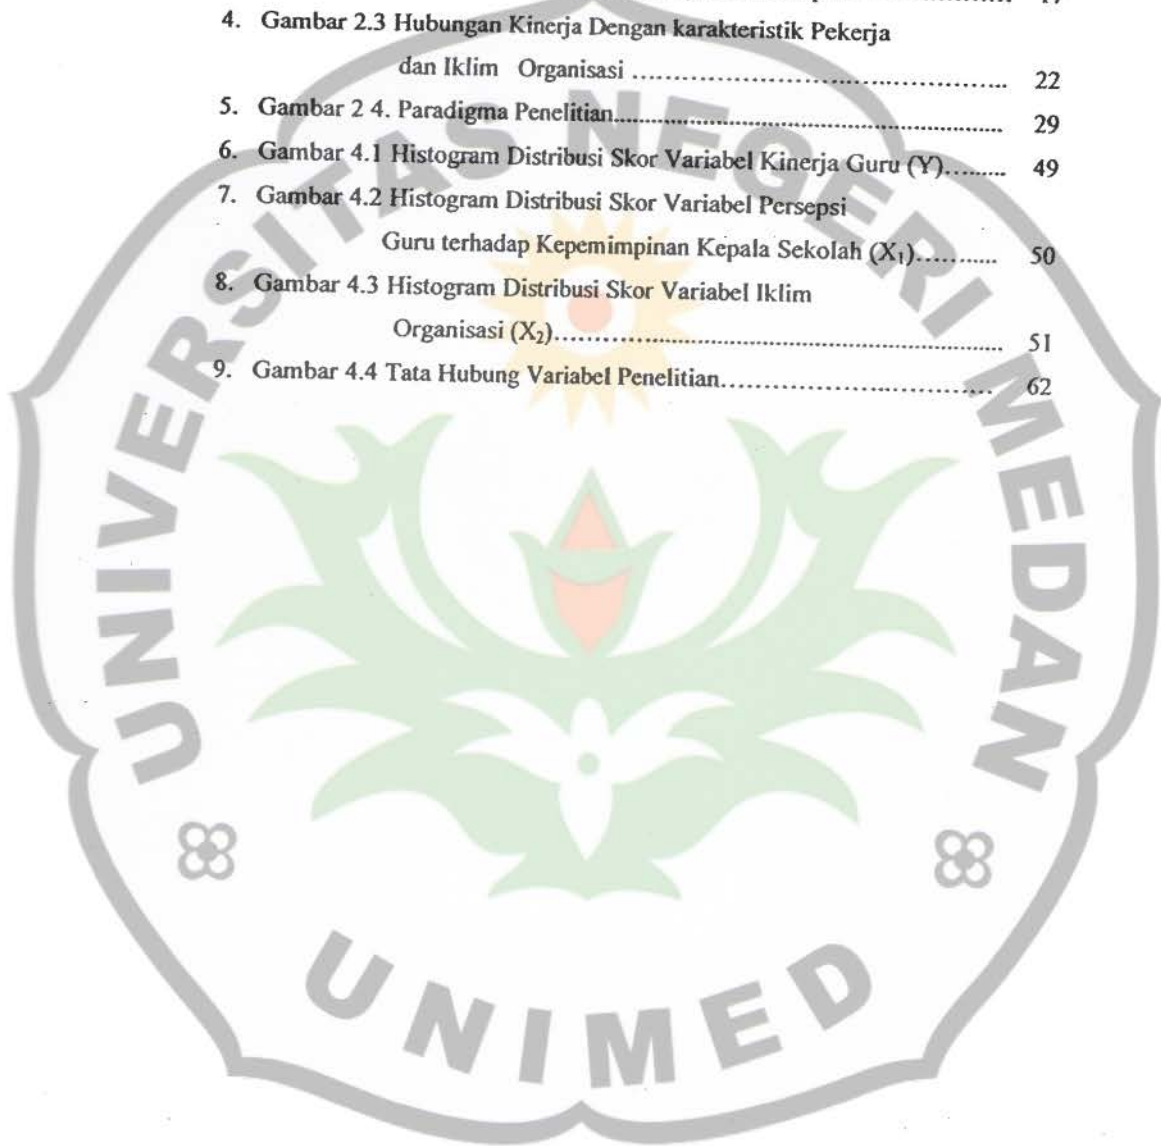 4. Gambar 2.3 Hubungan Kinerja Dengan karakteristik Pekerja
dan Iklim Organisasi ............................................................ 22
5. Gambar 2 4. Paradigma Penelitian............................................................ 29
6. Gambar 4.1 Histogram Distribusi Skor Variabel Kinerja Guru (Y)......... 49
7. Gambar 4.2 Histogram Distribusi Skor Variabel Persepsi
Guru terhadap Kepemimpinan Kepala Sekolah (X₁)........... 50
8. Gambar 4.3 Histogram Distribusi Skor Variabel Iklim
Organisasi (X₂)............................................................ 51
9. Gambar 4.4 Tata Hubung Variabel Penelitian................................. 62
UNIVERSITAS NEGERI MEDAN
UNIMED